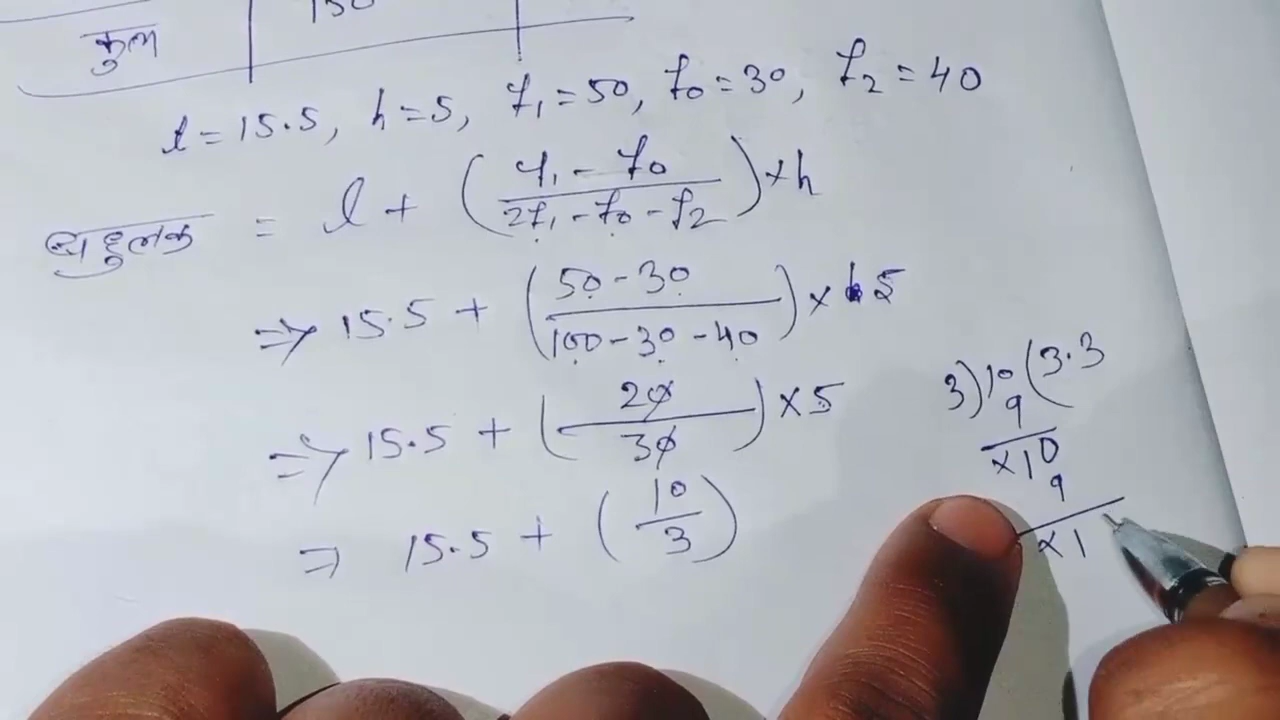 150
कुल
l = 15.5, h = 5, f₁ = 50, f₀ = 30, f₂ = 40
बहुलक = l + (f₁ - f₀ / 2f₁ - f₀ - f₂) × h
⇒ 15.5 + (50 - 30 / 100 - 30 - 40) × 5
⇒ 15.5 + (20 / 30) × 5
⇒ 15.5 + (10 / 3)
3)10(3.3
9
×10
9
×1